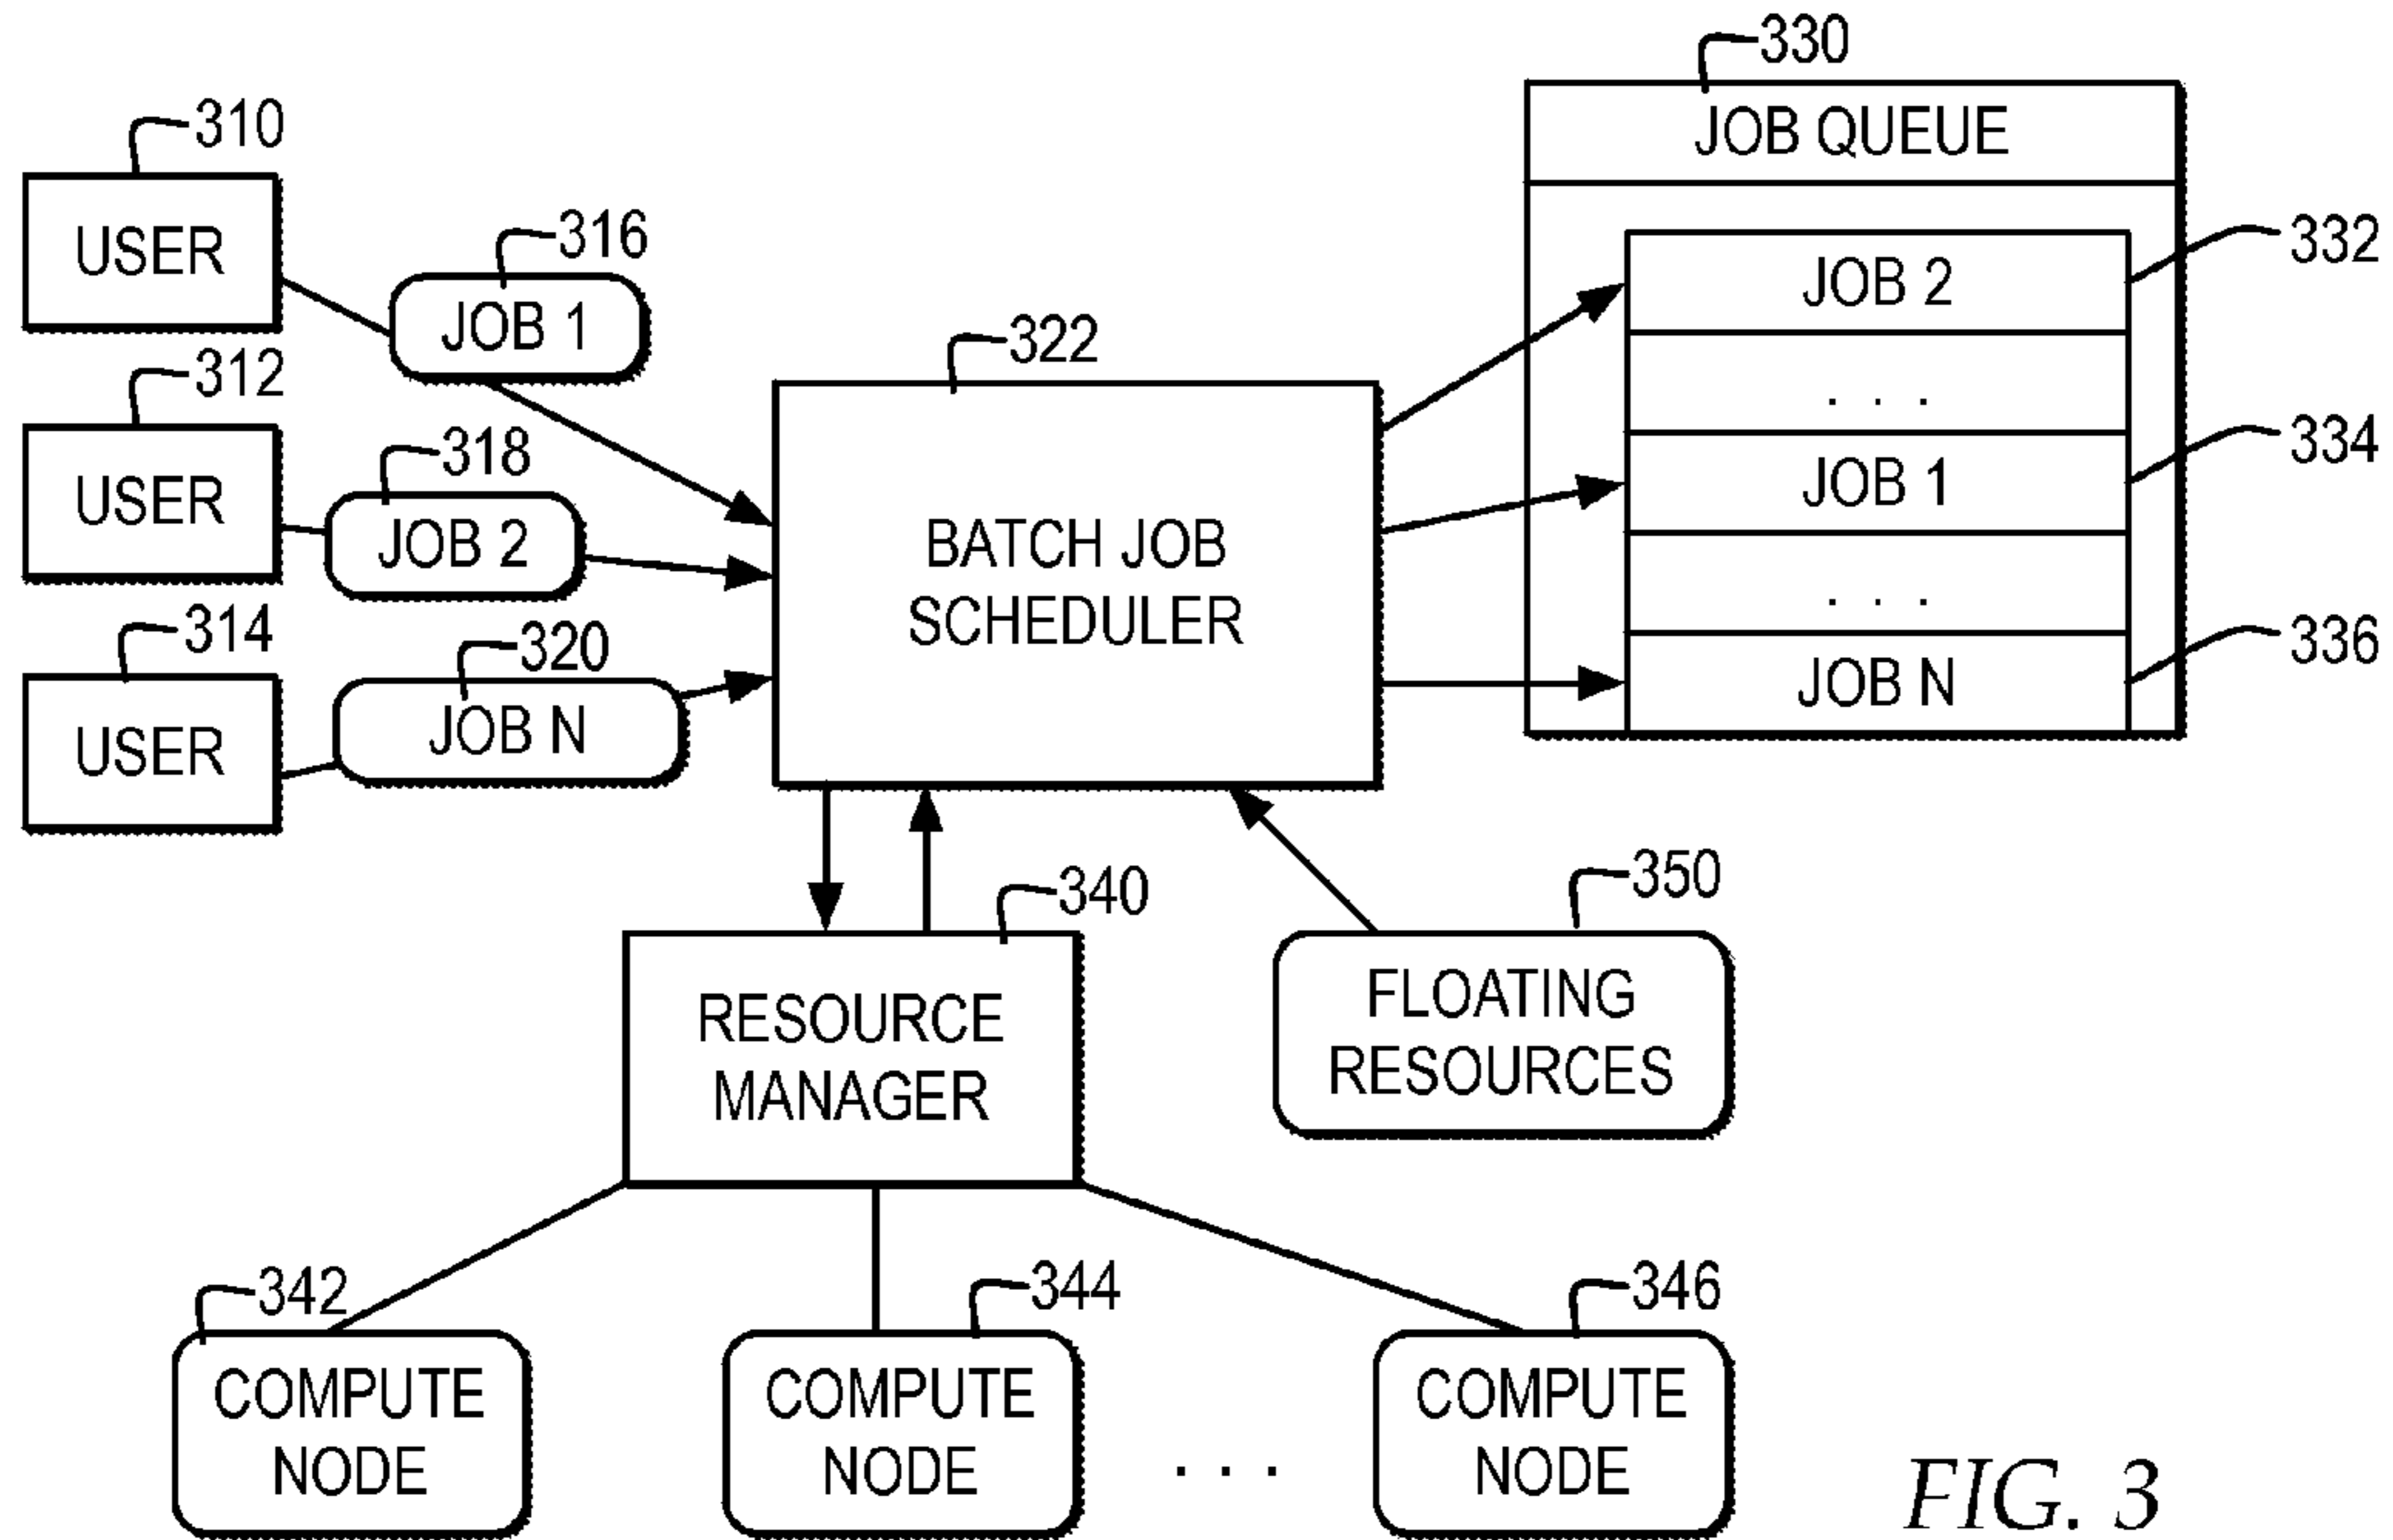 330
JOB QUEUE
310
USER
316
JOB 1
332
JOB 2
312
USER
318
JOB 2
322
BATCH JOB
SCHEDULER
. . .
334
JOB 1
. . .
314
USER
320
JOB N
336
JOB N
340
RESOURCE
MANAGER
350
FLOATING
RESOURCES
342
COMPUTE
NODE
344
COMPUTE
NODE
. . .
346
COMPUTE
NODE
FIG. 3